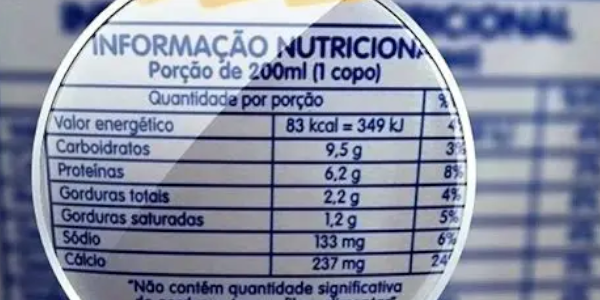 INFORMAÇÃO NUTRICIONA
Porção de 200ml (1 copo)
Quantidade por porção %
Valor energético 83 kcal = 349 kJ 4
Carboidratos 9,5 g 3%
Proteínas 6,2 g 8%
Gorduras totais 2,2 g 4%
Gorduras saturadas 1,2 g 5%
Sódio 133 mg 6%
Cálcio 237 mg 24
"Não contém quantidade significativa